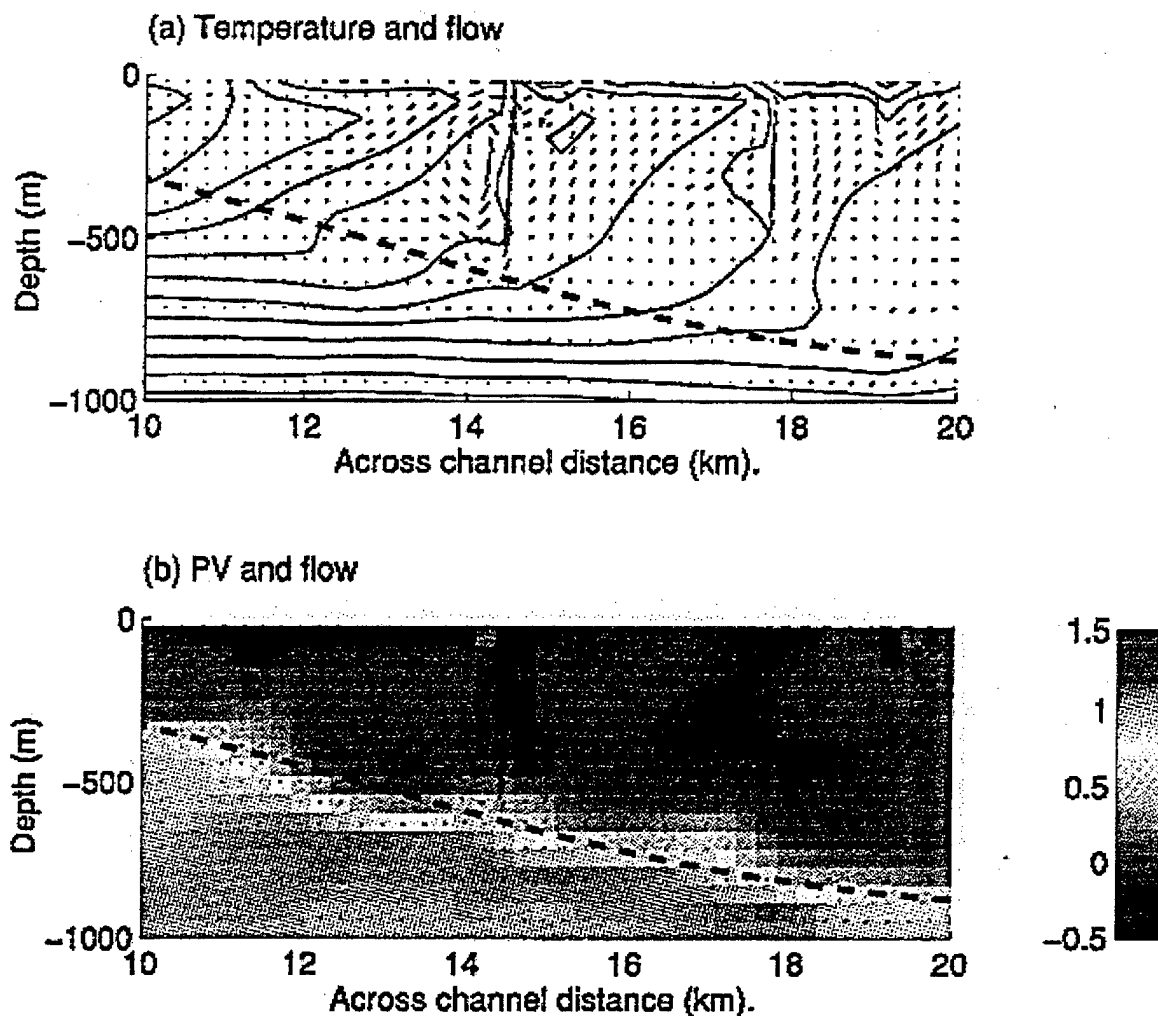 (a) Temperature and flow
0
−500
−1000
Depth (m)
10 12 14 16 18 20
Across channel distance (km).
(b) PV and flow
0
−500
−1000
Depth (m)
10 12 14 16 18 20
Across channel distance (km).
1.5
1
0.5
0
−0.5